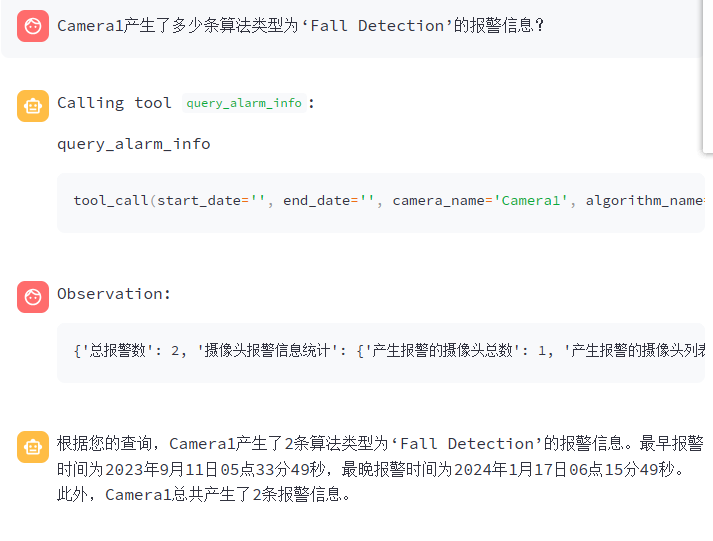 Camera1产生了多少条算法类型为‘Fall Detection’的报警信息?
Calling tool query_alarm_info:
query_alarm_info
tool_call(start_date='', end_date='', camera_name='Camera1', algorithm_name=
Observation:
{'总报警数': 2, '摄像头报警信息统计': {'产生报警的摄像头总数': 1, '产生报警的摄像头列表
根据您的查询，Camera1产生了2条算法类型为‘Fall Detection’的报警信息。最早报警
时间为2023年9月11日05点33分49秒，最晚报警时间为2024年1月17日06点15分49秒。
此外，Camera1总共产生了2条报警信息。